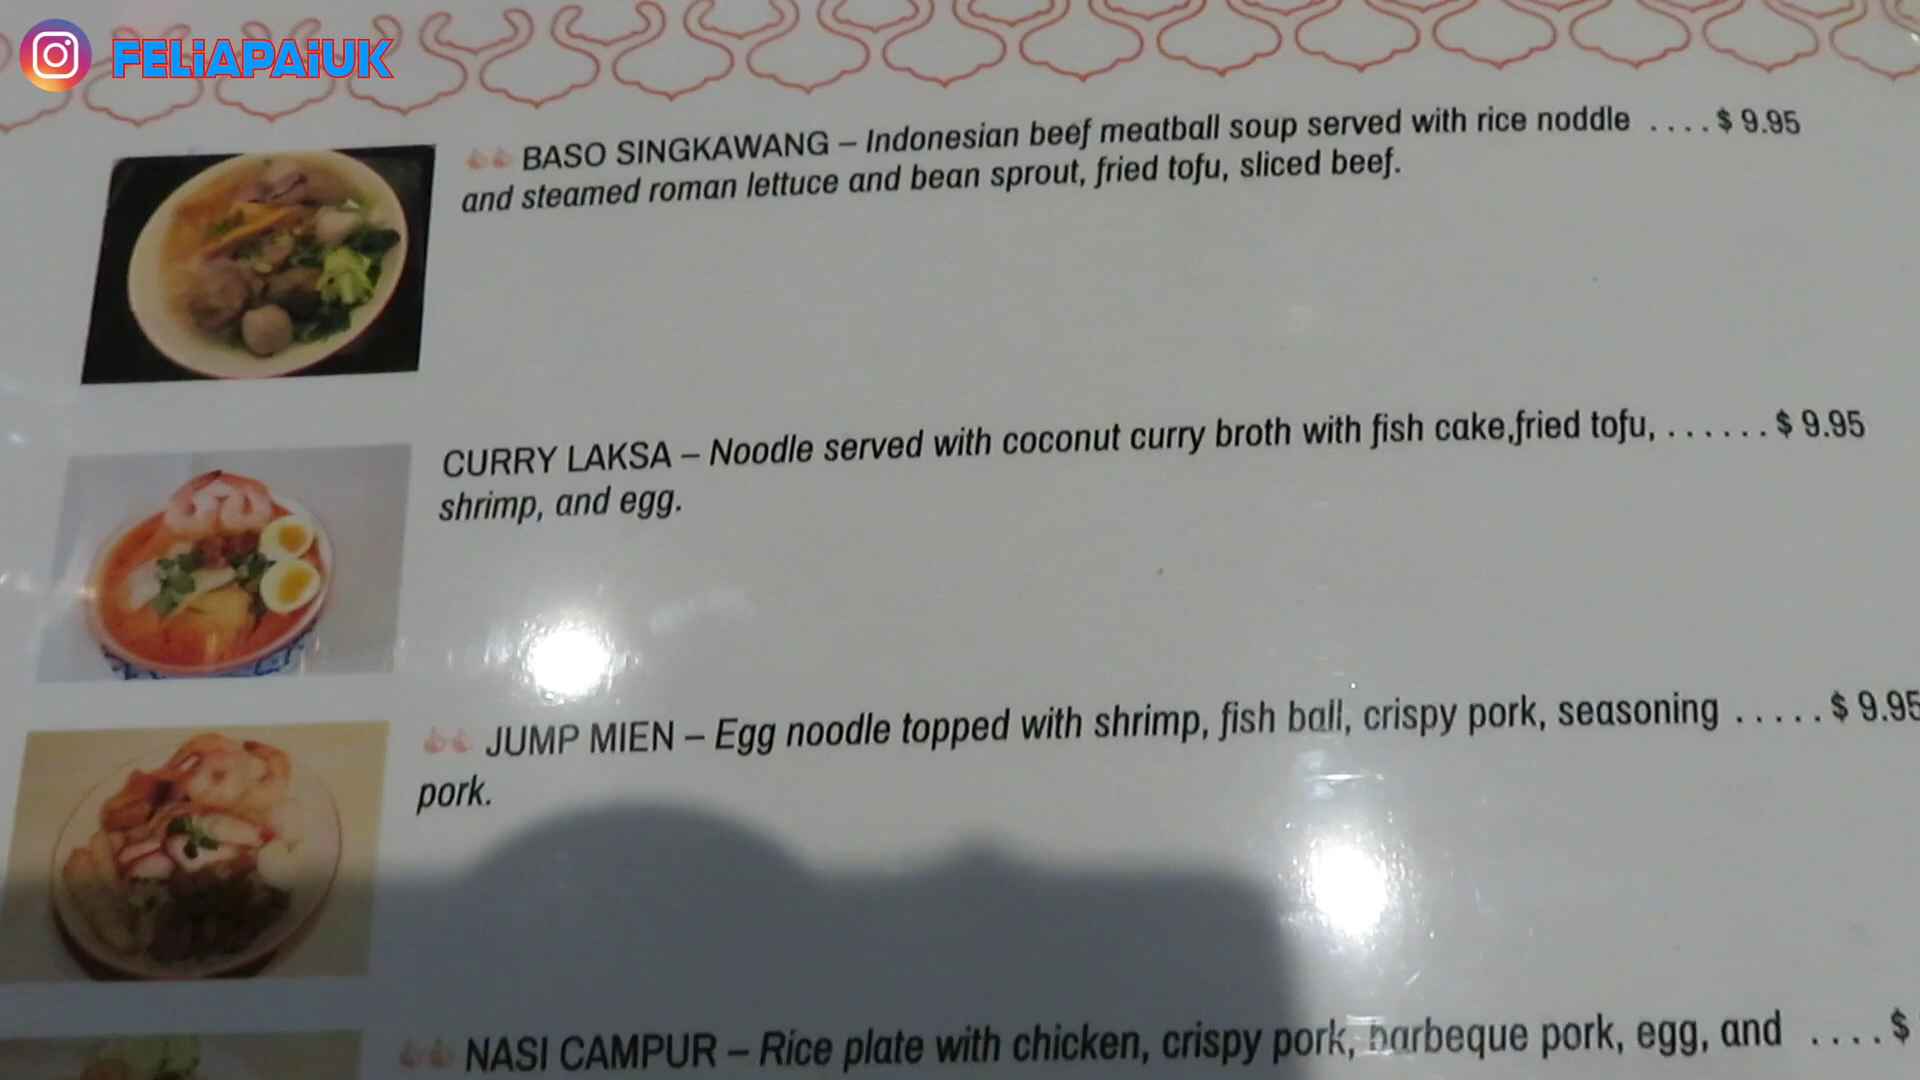 FELiAPAiUK
BASO SINGKAWANG – Indonesian beef meatball soup served with rice noddle . . . . $ 9.95
and steamed roman lettuce and bean sprout, fried tofu, sliced beef.
CURRY LAKSA – Noodle served with coconut curry broth with fish cake,fried tofu, . . . . . . $ 9.95
shrimp, and egg.
JUMP MIEN – Egg noodle topped with shrimp, fish ball, crispy pork, seasoning . . . . . $ 9.95
pork.
NASI CAMPUR – Rice plate with chicken, crispy pork, barbeque pork, egg, and . . . . $